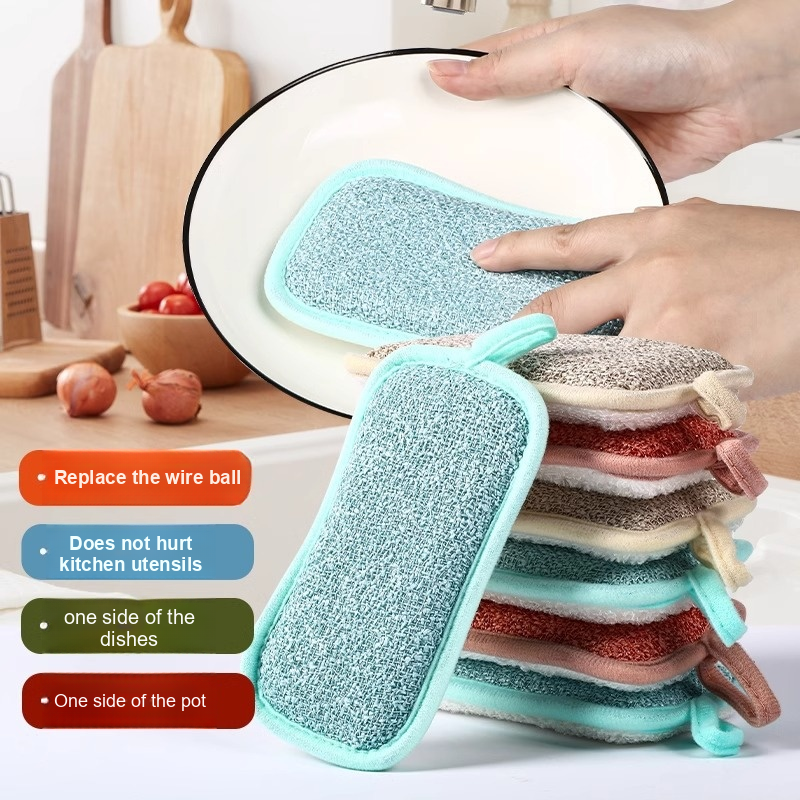 Replace the wire ball
Does not hurt
kitchen utensils
one side of the
dishes
One side of the pot